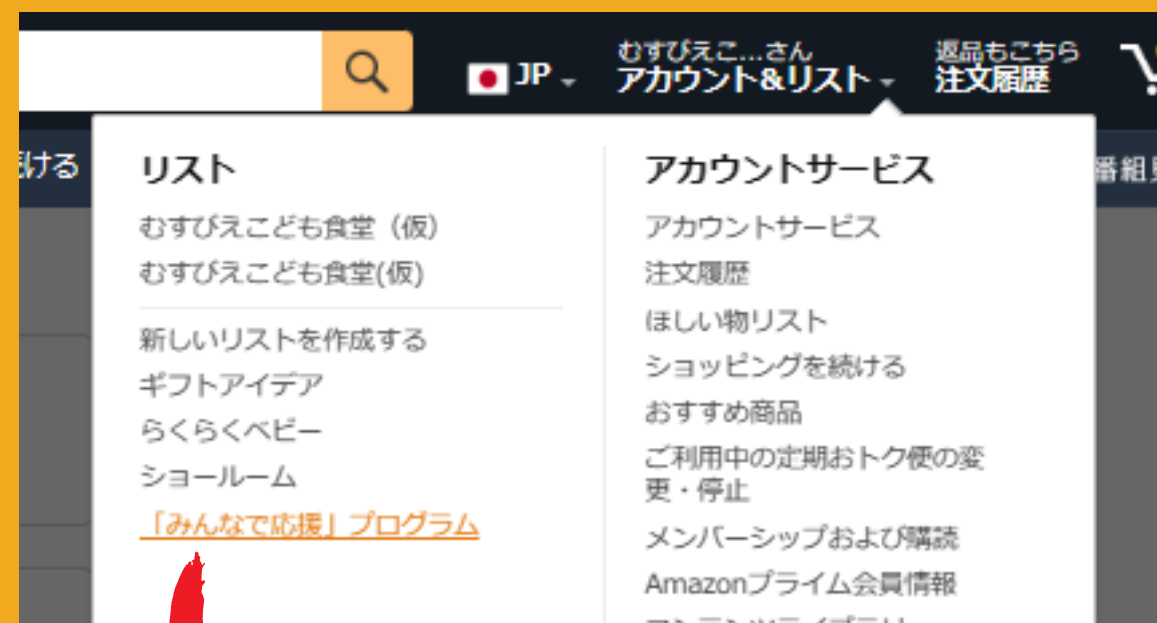 JP
むすびえこ...さん
アカウント&リスト
返品もこちら
注文履歴
ける
番組
リスト
むすびえこども食堂（仮）
むすびえこども食堂(仮)
新しいリストを作成する
ギフトアイデア
らくらくベビー
ショールーム
「みんなで応援」プログラム
アカウントサービス
アカウントサービス
注文履歴
ほしい物リスト
ショッピングを続ける
おすすめ商品
ご利用中の定期おトク便の変
更・停止
メンバーシップおよび購読
Amazonプライム会員情報